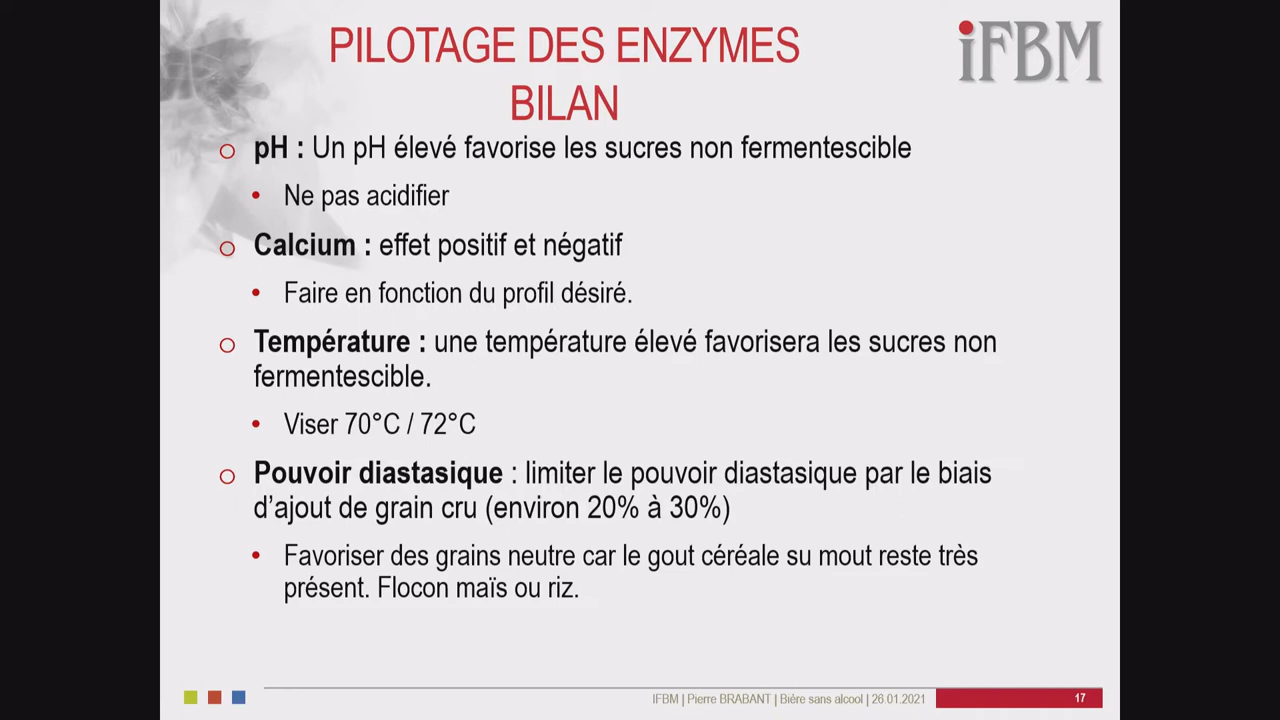 PILOTAGE DES ENZYMES
BILAN
iFBM
o pH : Un pH élevé favorise les sucres non fermentescible
• Ne pas acidifier
o Calcium : effet positif et négatif
• Faire en fonction du profil désiré.
o Température : une température élevé favorisera les sucres non
fermentescible.
• Viser 70°C / 72°C
o Pouvoir diastasique : limiter le pouvoir diastasique par le biais
d'ajout de grain cru (environ 20% à 30%)
• Favoriser des grains neutre car le gout céréale su mout reste très
présent. Flocon maïs ou riz.
IFBM | Pierre BRABANT | Bière sans alcool | 26.01.2021
17